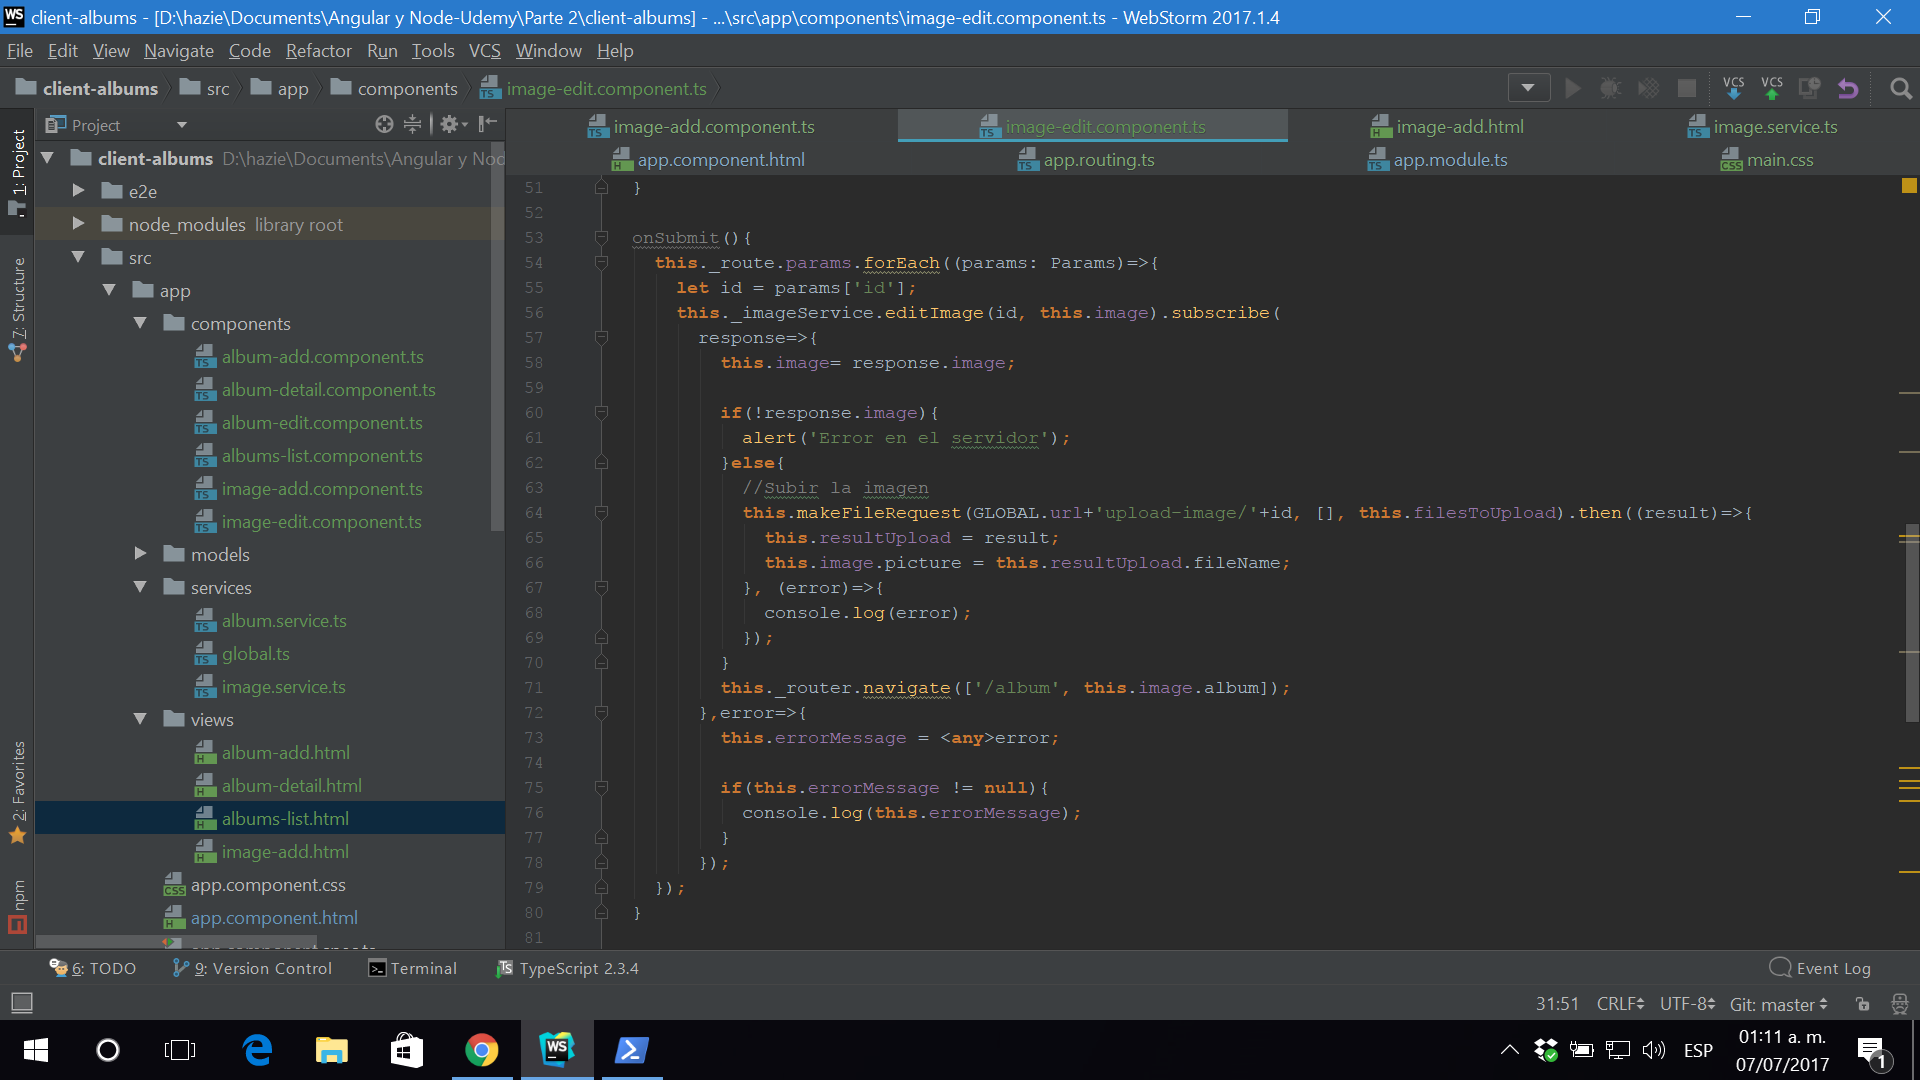 WS client-albums - [D:\hazie\Documents\Angular y Node-Udemy\Parte 2\client-albums] - ...\src\app\components\image-edit.component.ts - WebStorm 2017.1.4
File Edit View Navigate Code Refactor Run Tools VCS Window Help
client-albums src app components image-edit.component.ts
VCS VCS
Project
1: Project
7: Structure
2: Favorites
npm
client-albums D:\hazie\Documents\Angular y Nod
e2e
node_modules library root
src
app
components
album-add.component.ts
album-detail.component.ts
album-edit.component.ts
albums-list.component.ts
image-add.component.ts
image-edit.component.ts
models
services
album.service.ts
global.ts
image.service.ts
views
album-add.html
album-detail.html
albums-list.html
image-add.html
app.component.css
app.component.html
image-add.component.ts image-edit.component.ts image-add.html image.service.ts
app.component.html app.routing.ts app.module.ts main.css
51 }
52
53 onSubmit(){
54 this._route.params.forEach((params: Params)=>{
55 let id = params['id'];
56 this._imageService.editImage(id, this.image).subscribe(
57 response=>{
58 this.image= response.image;
59
60 if(!response.image){
61 alert('Error en el servidor');
62 }else{
63 //Subir la imagen
64 this.makeFileRequest(GLOBAL.url+'upload-image/'+id, [], this.filesToUpload).then((result)=>{
65 this.resultUpload = result;
66 this.image.picture = this.resultUpload.fileName;
67 }, (error)=>{
68 console.log(error);
69 });
70 }
71 this._router.navigate(['/album', this.image.album]);
72 },error=>{
73 this.errorMessage = <any>error;
74
75 if(this.errorMessage != null){
76 console.log(this.errorMessage);
77 }
78 });
79 });
80 }
81
6: TODO 9: Version Control Terminal TypeScript 2.3.4 Event Log
31:51 CRLF UTF-8 Git: master
WS
ESP
01:11 a. m.
07/07/2017
1